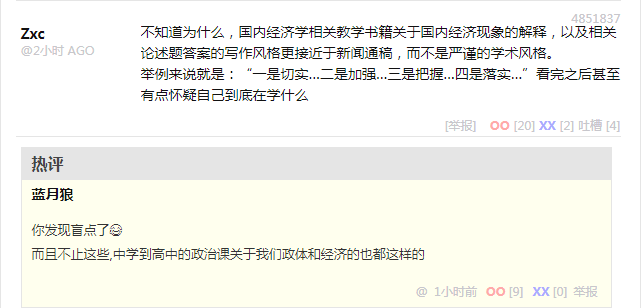 4851837
Zxc
@2小时 AGO
不知道为什么，国内经济学相关教学书籍关于国内经济现象的解释，以及相关
论述题答案的写作风格更接近于新闻通稿，而不是严谨的学术风格。
举例来说就是：“一是切实...二是加强...三是把握...四是落实...”看完之后甚至
有点怀疑自己到底在学什么
[举报] OO [20] XX [2] 吐槽 [4]
热评
蓝月狼
你发现盲点了😅
而且不止这些,中学到高中的政治课关于我们政体和经济的也都这样的
@ 1小时前 OO [9] XX [0] 举报